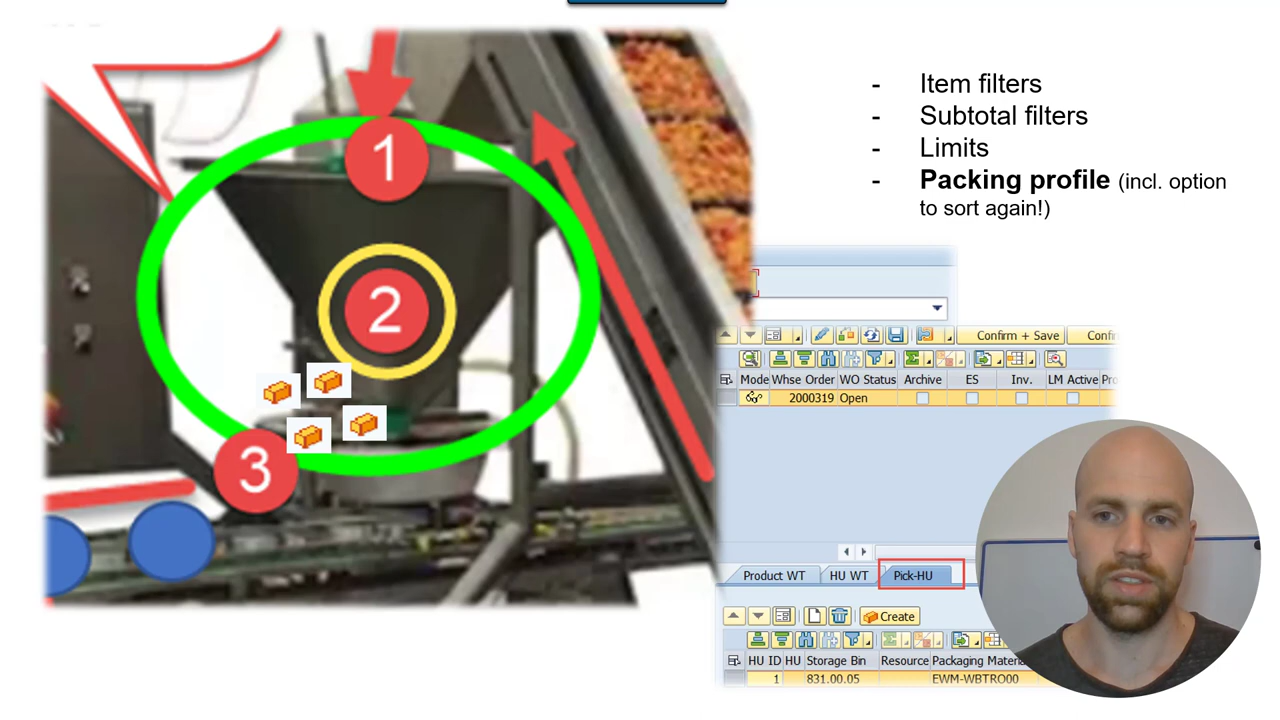 1
2
3
- Item filters
- Subtotal filters
- Limits
- Packing profile (incl. option
to sort again!)
Confirm + Save
Mode Whse Order WO Status Archive ES Inv. LM Active
2000319 Open
Product WT HU WT Pick-HU
Create
HU ID HU Storage Bin Resource Packaging
1 831.00.05 EWM-WBTRO00